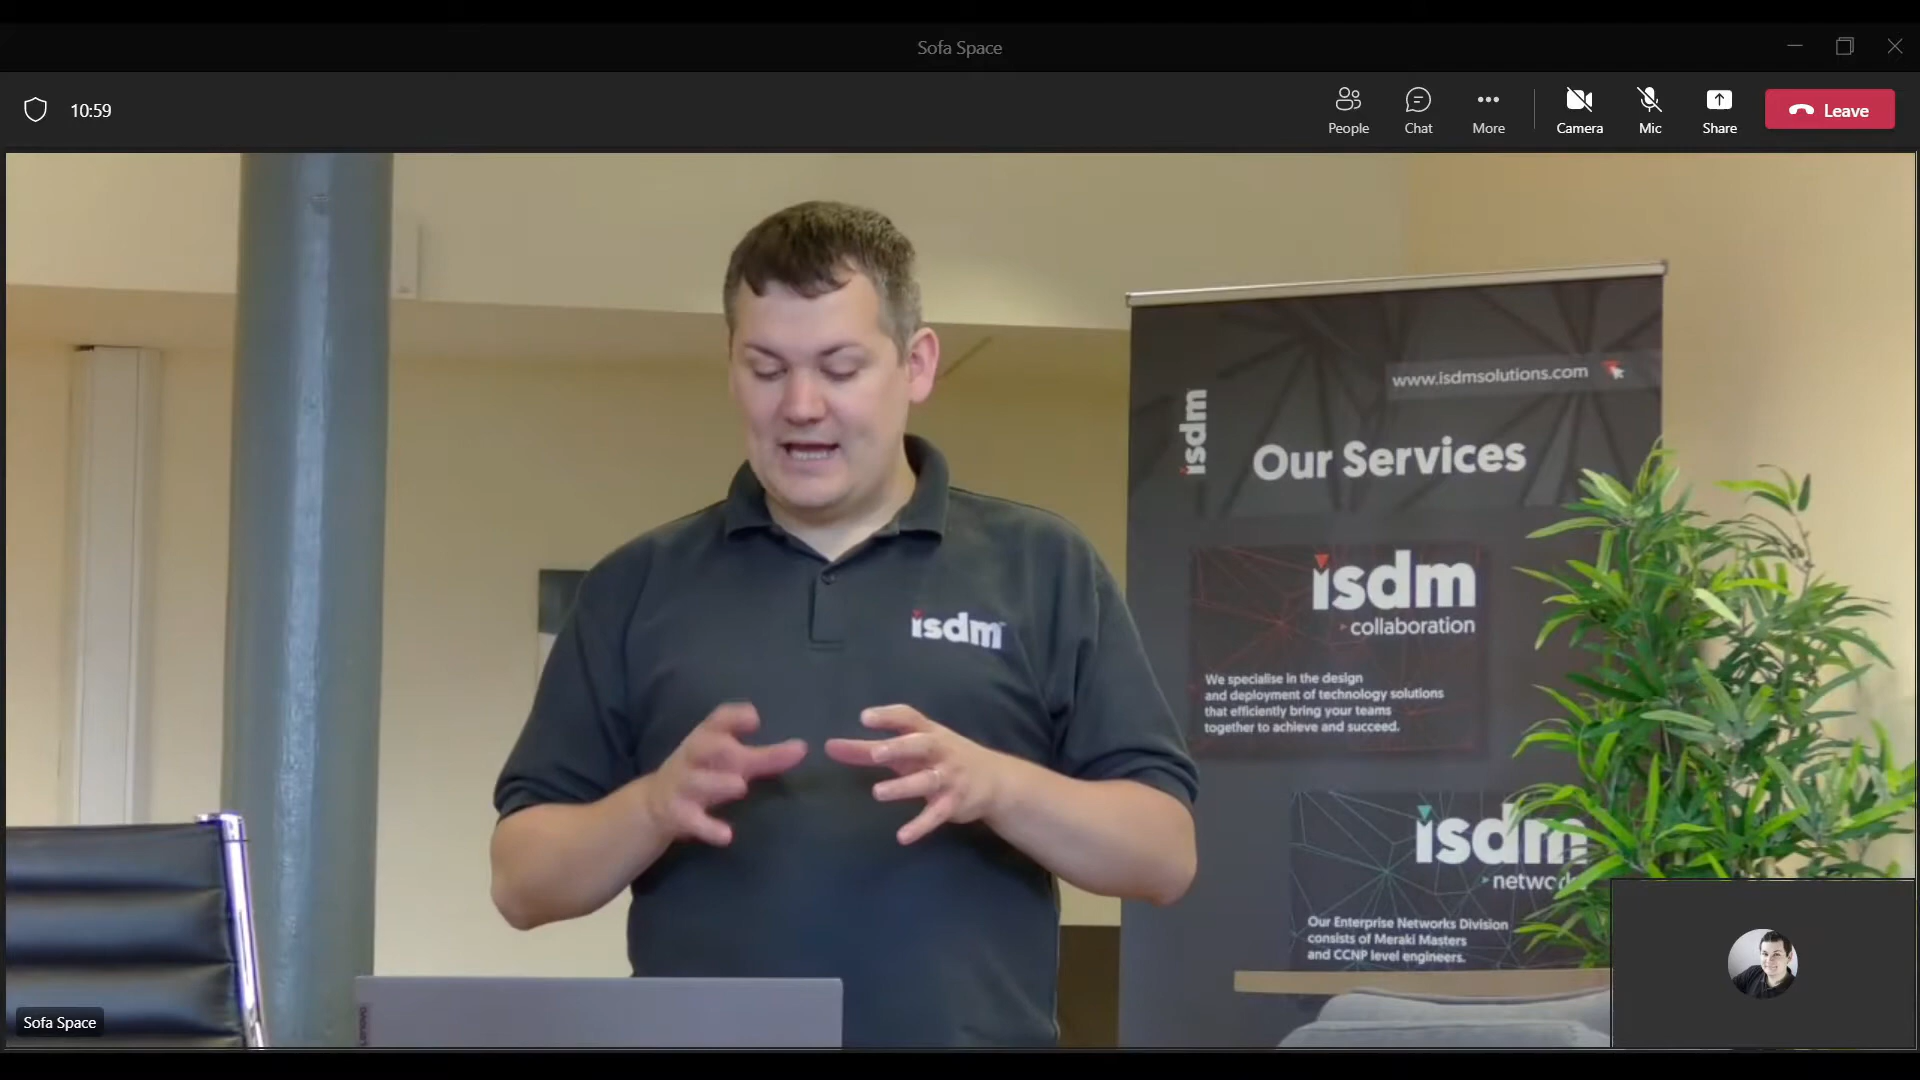 Sofa Space
10:59
People
Chat
More
Camera
Mic
Share
Leave
www.isdmsolutions.com
isdm
Our Services
isdm
collaboration
We specialise in the design
and deployment of technology solutions
that efficiently bring your teams
together to achieve and succeed.
isdm
isdm
Our Enterprise Networks Division
consists of Meraki Masters
and CCNP level engineers.
Sofa Space